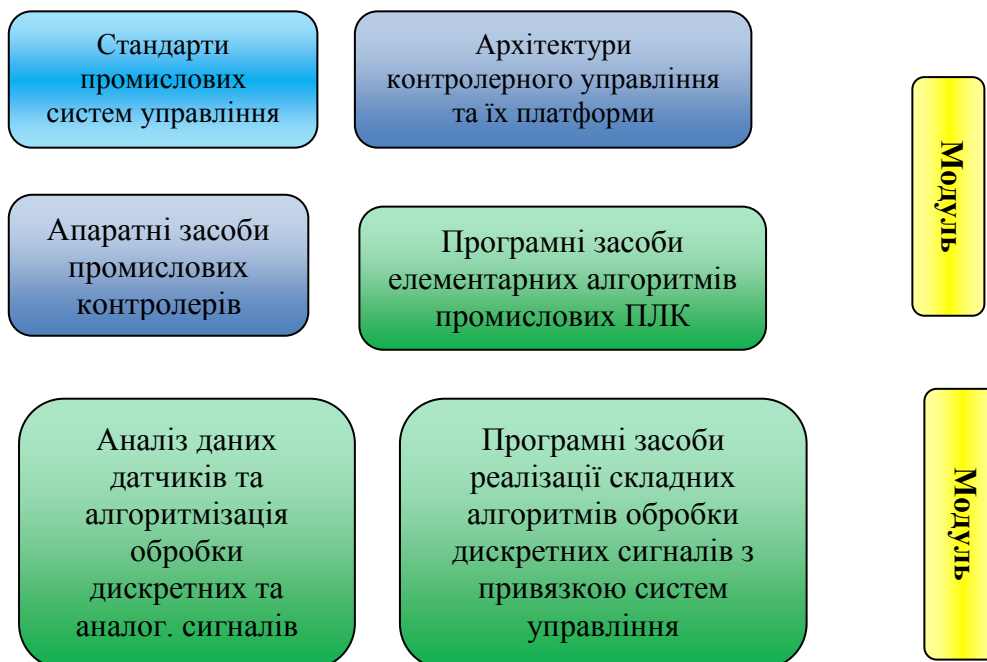 Стандарти
промислових
систем управління
Архітектури
контролерного управління
та їх платформи
Модуль
Апаратні засоби
промислових
контролерів
Програмні засоби
елементарних алгоритмів
промислових ПЛК
Аналіз даних
датчиків та
алгоритмізація
обробки
дискретних та
аналог. сигналів
Програмні засоби
реалізації складних
алгоритмів обробки
дискретних сигналів з
привязкою систем
управління
Модуль